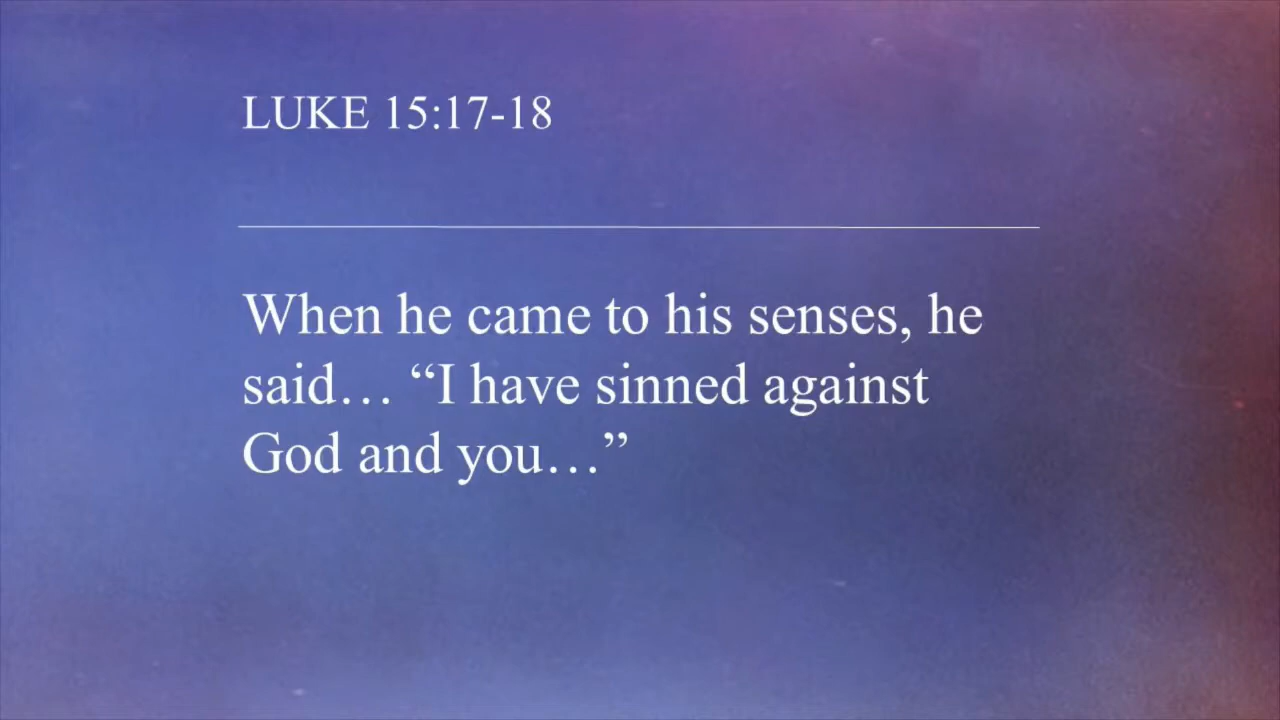 LUKE 15:17-18
When he came to his senses, he
said… “I have sinned against
God and you…”